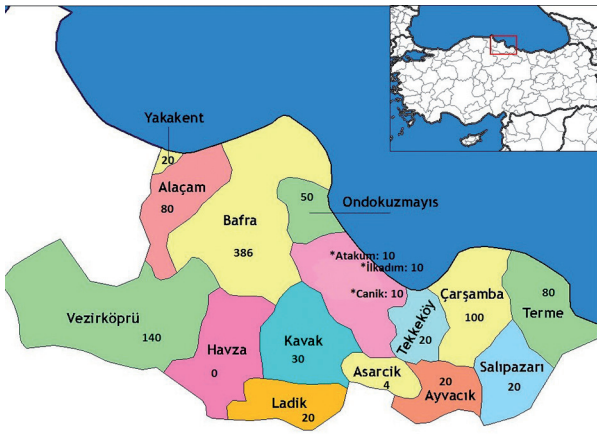 Yakakent
20
Alaçam
80
50
Ondokuzmayıs
Bafra
386
*Atakum: 10
*İlkadım: 10
*Canik: 10
Çarşamba
100
80
Terme
Vezirköprü
140
Havza
0
Kavak
30
Tekkeköy
20
Asarcik
4
Salıpazarı
20
20
Ayvacık
Ladik
20